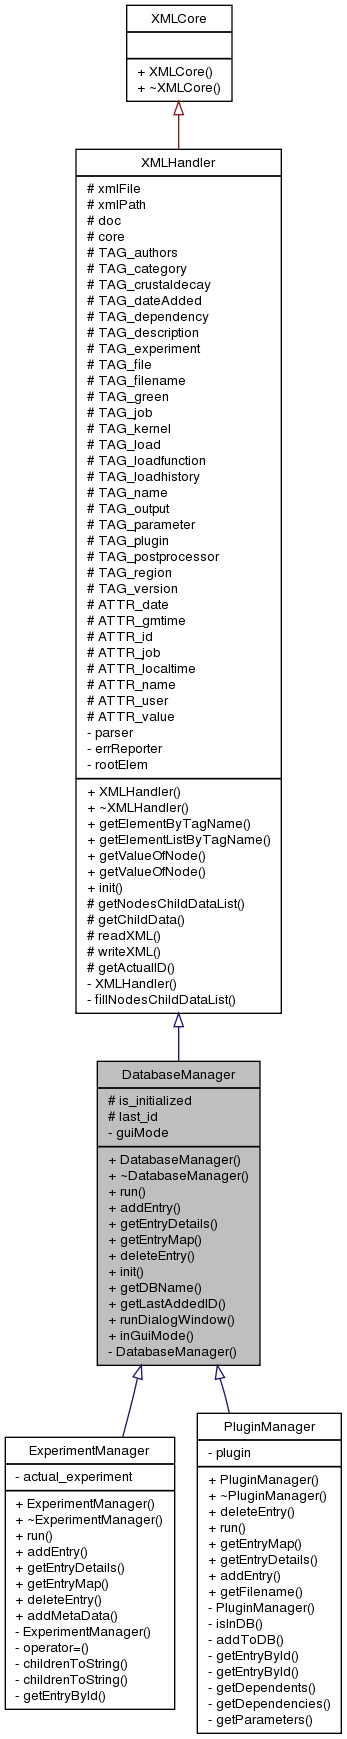 XMLCore
+ XMLCore()
+ ~XMLCore()
XMLHandler
# xmlFile
# xmlPath
# doc
# core
# TAG_authors
# TAG_category
# TAG_crustaldecay
# TAG_dateAdded
# TAG_dependency
# TAG_description
# TAG_experiment
# TAG_file
# TAG_filename
# TAG_green
# TAG_job
# TAG_kernel
# TAG_load
# TAG_loadfunction
# TAG_loadhistory
# TAG_name
# TAG_output
# TAG_parameter
# TAG_plugin
# TAG_postprocessor
# TAG_region
# TAG_version
# ATTR_date
# ATTR_gmtime
# ATTR_id
# ATTR_job
# ATTR_localtime
# ATTR_name
# ATTR_user
# ATTR_value
- parser
- errReporter
- rootElem
+ XMLHandler()
+ ~XMLHandler()
+ getElementByTagName()
+ getElementListByTagName()
+ getValueOfNode()
+ getValueOfNode()
+ init()
# getNodesChildDataList()
# getChildData()
# readXML()
# writeXML()
# getActualID()
- XMLHandler()
- fillNodesChildDataList()
DatabaseManager
# is_initialized
# last_id
- guiMode
+ DatabaseManager()
+ ~DatabaseManager()
+ run()
+ addEntry()
+ getEntryDetails()
+ getEntryMap()
+ deleteEntry()
+ init()
+ getDBName()
+ getLastAddedID()
+ runDialogWindow()
+ inGuiMode()
- DatabaseManager()
ExperimentManager
- actual_experiment
+ ExperimentManager()
+ ~ExperimentManager()
+ run()
+ addEntry()
+ getEntryDetails()
+ getEntryMap()
+ deleteEntry()
+ addMetaData()
- ExperimentManager()
- operator=()
- childrenToString()
- childrenToString()
- getEntryById()
PluginManager
- plugin
+ PluginManager()
+ ~PluginManager()
+ deleteEntry()
+ run()
+ getEntryMap()
+ getEntryDetails()
+ addEntry()
+ getFilename()
- PluginManager()
- isInDB()
- addToDB()
- getEntryById()
- getEntryById()
- getDependents()
- getDependencies()
- getParameters()